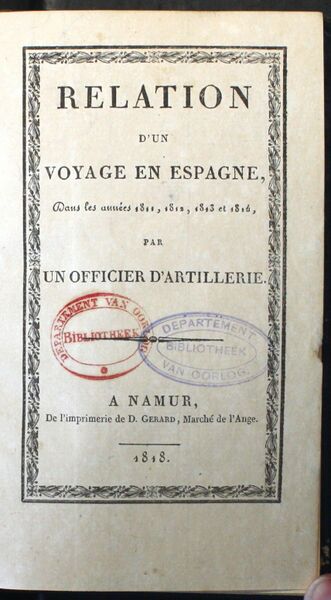 RELATION
D'UN
VOYAGE EN ESPAGNE,
Dans les années 1811, 1812, 1813 et 1814,
PAR
UN OFFICIER D'ARTILLERIE.
DEPARTEMENT VAN OORLOG
BIBLIOTHEEK
DEPARTEMENT
BIBLIOTHEEK
VAN OORLOG.
A NAMUR,
De l'imprimerie de D. GERARD, Marché de l'Ange.
1818.